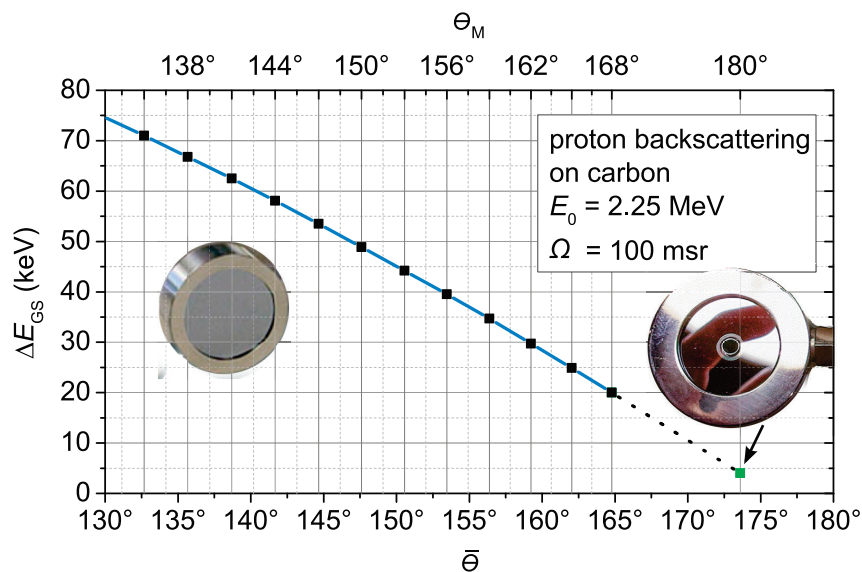 Θ_M
138° 144° 150° 156° 162° 168° 180°
80
70
60
50
40
30
20
10
0
ΔE_GS (keV)
proton backscattering
on carbon
E_0 = 2.25 MeV
Ω = 100 msr
130° 135° 140° 145° 150° 155° 160° 165° 170° 175° 180°
Θ̅